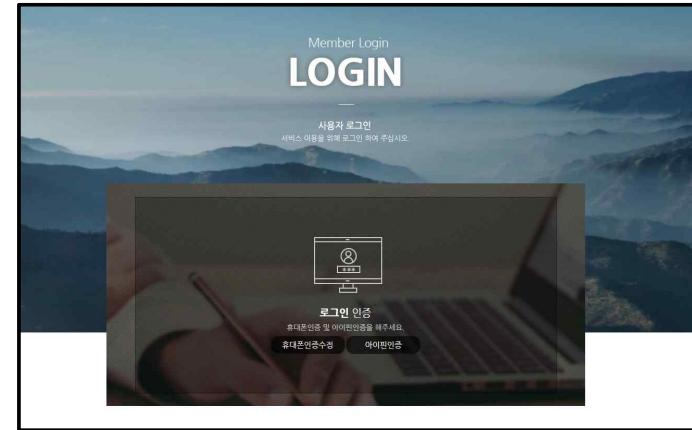 Member Login
LOGIN
사용자 로그인
서비스 이용을 위해 로그인 하여 주십시오.
***
로그인 인증
휴대폰인증 및 아이핀인증을 해주세요.
휴대폰인증수정 아이핀인증